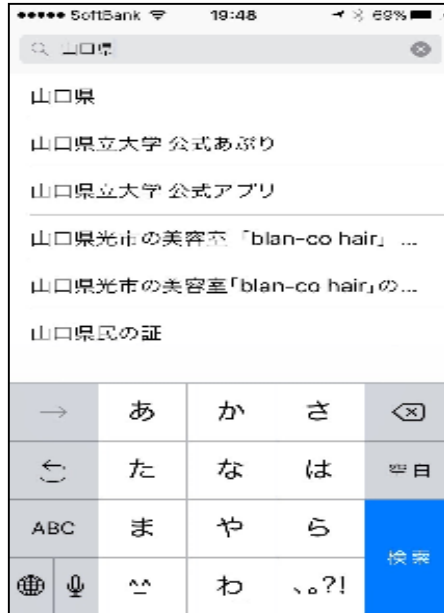 SoftBank 19:48 69%
山口県
山口県
山口県立大学 公式あぷり
山口県立大学 公式アプリ
山口県光市の美容室「blan-co hair」 ...
山口県光市の美容室「blan-co hair」の...
山口県民の証
→ あ か さ
た な は 空白
ABC ま や ら
^^ わ 、。?! 検索